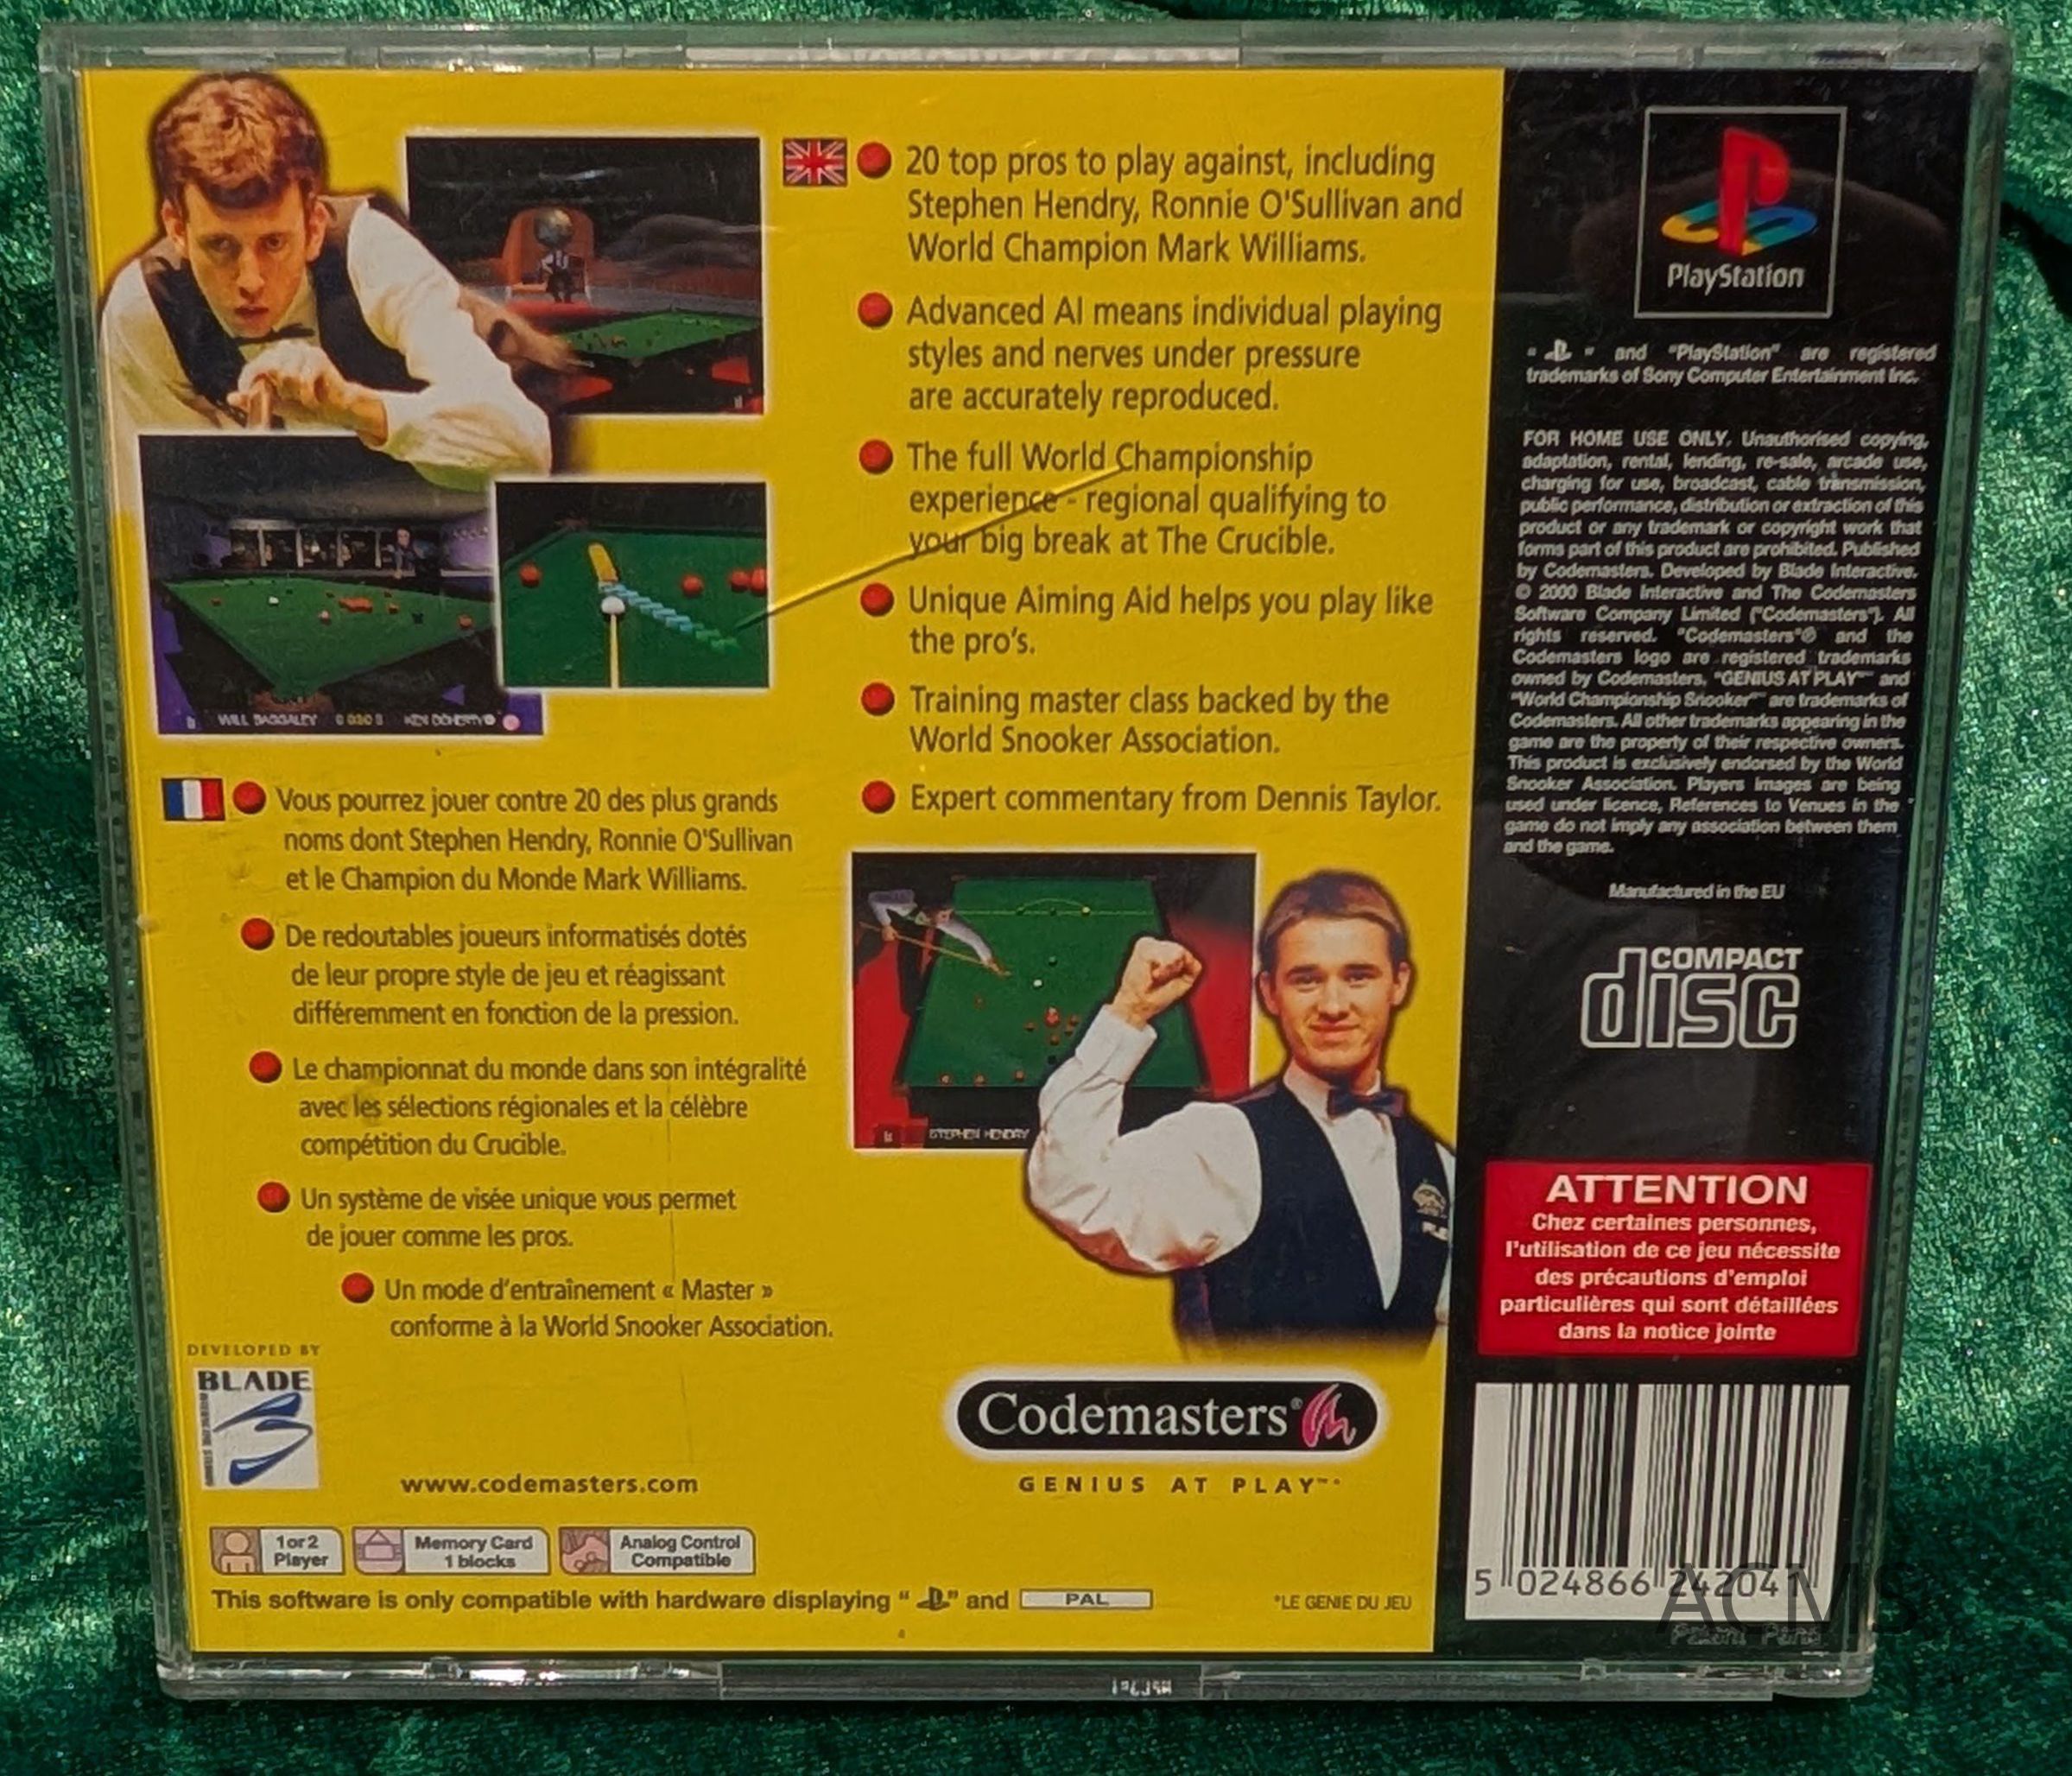 20 top pros to play against, including
Stephen Hendry, Ronnie O'Sullivan and
World Champion Mark Williams.
Advanced AI means individual playing
styles and nerves under pressure
are accurately reproduced.
The full World Championship
experience - regional qualifying to
your big break at The Crucible.
Unique Aiming Aid helps you play like
the pro's.
Training master class backed by the
World Snooker Association.
Expert commentary from Dennis Taylor.
WILL BAGGALEY 0 KEN DOHERTY
Vous pourrez jouer contre 20 des plus grands
noms dont Stephen Hendry, Ronnie O'Sullivan
et le Champion du Monde Mark Williams.
De redoutables joueurs informatisés dotés
de leur propre style de jeu et réagissant
différemment en fonction de la pression.
Le championnat du monde dans son intégralité
avec les sélections régionales et la célèbre
compétition du Crucible.
Un système de visée unique vous permet
de jouer comme les pros.
Un mode d'entraînement « Master »
conforme à la World Snooker Association.
STEPHEN HENDRY
DEVELOPED BY
BLADE
www.codemasters.com
Codemasters®
GENIUS AT PLAY™*
1 or 2
Player
Memory Card
1 blocks
Analog Control
Compatible
This software is only compatible with hardware displaying " " and PAL
*LE GENIE DU JEU
PlayStation
" " and "PlayStation" are registered
trademarks of Sony Computer Entertainment Inc.
FOR HOME USE ONLY. Unauthorised copying,
adaptation, rental, lending, re-sale, arcade use,
charging for use, broadcast, cable transmission,
public performance, distribution or extraction of this
product or any trademark or copyright work that
forms part of this product are prohibited. Published
by Codemasters. Developed by Blade Interactive.
© 2000 Blade Interactive and The Codemasters
Software Company Limited ("Codemasters"). All
rights reserved. "Codemasters"® and the
Codemasters logo are registered trademarks
owned by Codemasters. "GENIUS AT PLAY"™ and
"World Championship Snooker"™ are trademarks of
Codemasters. All other trademarks appearing in the
game are the property of their respective owners.
This product is exclusively endorsed by the World
Snooker Association. Players images are being
used under licence, References to Venues in the
game do not imply any association between them
and the game.
Manufactured in the EU
COMPACT
disc
ATTENTION
Chez certaines personnes,
l'utilisation de ce jeu nécessite
des précautions d'emploi
particulières qui sont détaillées
dans la notice jointe
5 024866 242041
ACMS